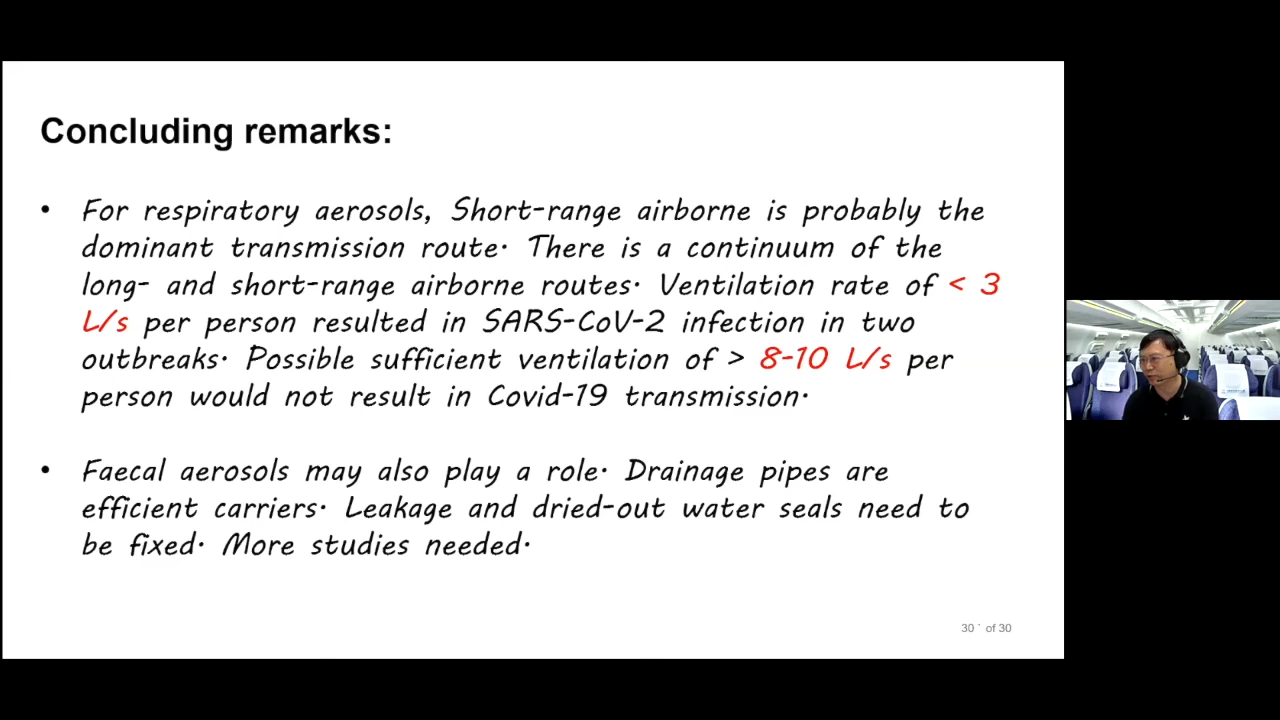 Concluding remarks:
• For respiratory aerosols, Short-range airborne is probably the
dominant transmission route. There is a continuum of the
long- and short-range airborne routes. Ventilation rate of < 3
L/s per person resulted in SARS-CoV-2 infection in two
outbreaks. Possible sufficient ventilation of > 8-10 L/s per
person would not result in Covid-19 transmission.
• Faecal aerosols may also play a role. Drainage pipes are
efficient carriers. Leakage and dried-out water seals need to
be fixed. More studies needed.
30 ` of 30